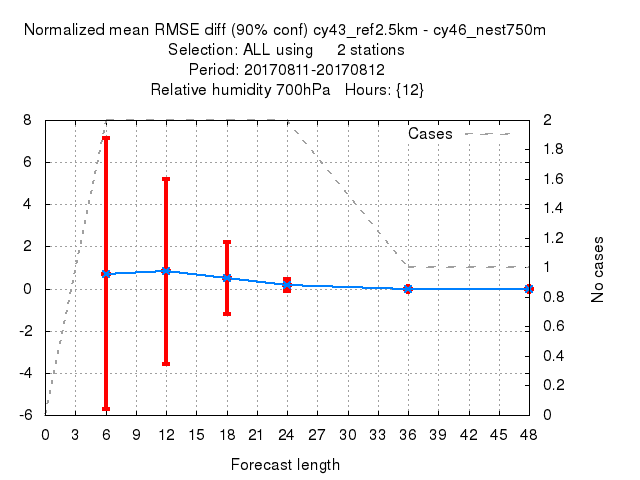 Normalized mean RMSE diff (90% conf) cy43_ref2.5km - cy46_nest750m
Selection: ALL using 2 stations
Period: 20170811-20170812
Relative humidity 700hPa Hours: {12}
Cases
8
6
4
2
0
-2
-4
-6
2
1.8
1.6
1.4
1.2
1
0.8
0.6
0.4
0.2
0
No cases
0 3 6 9 12 15 18 21 24 27 30 33 36 39 42 45 48
Forecast length